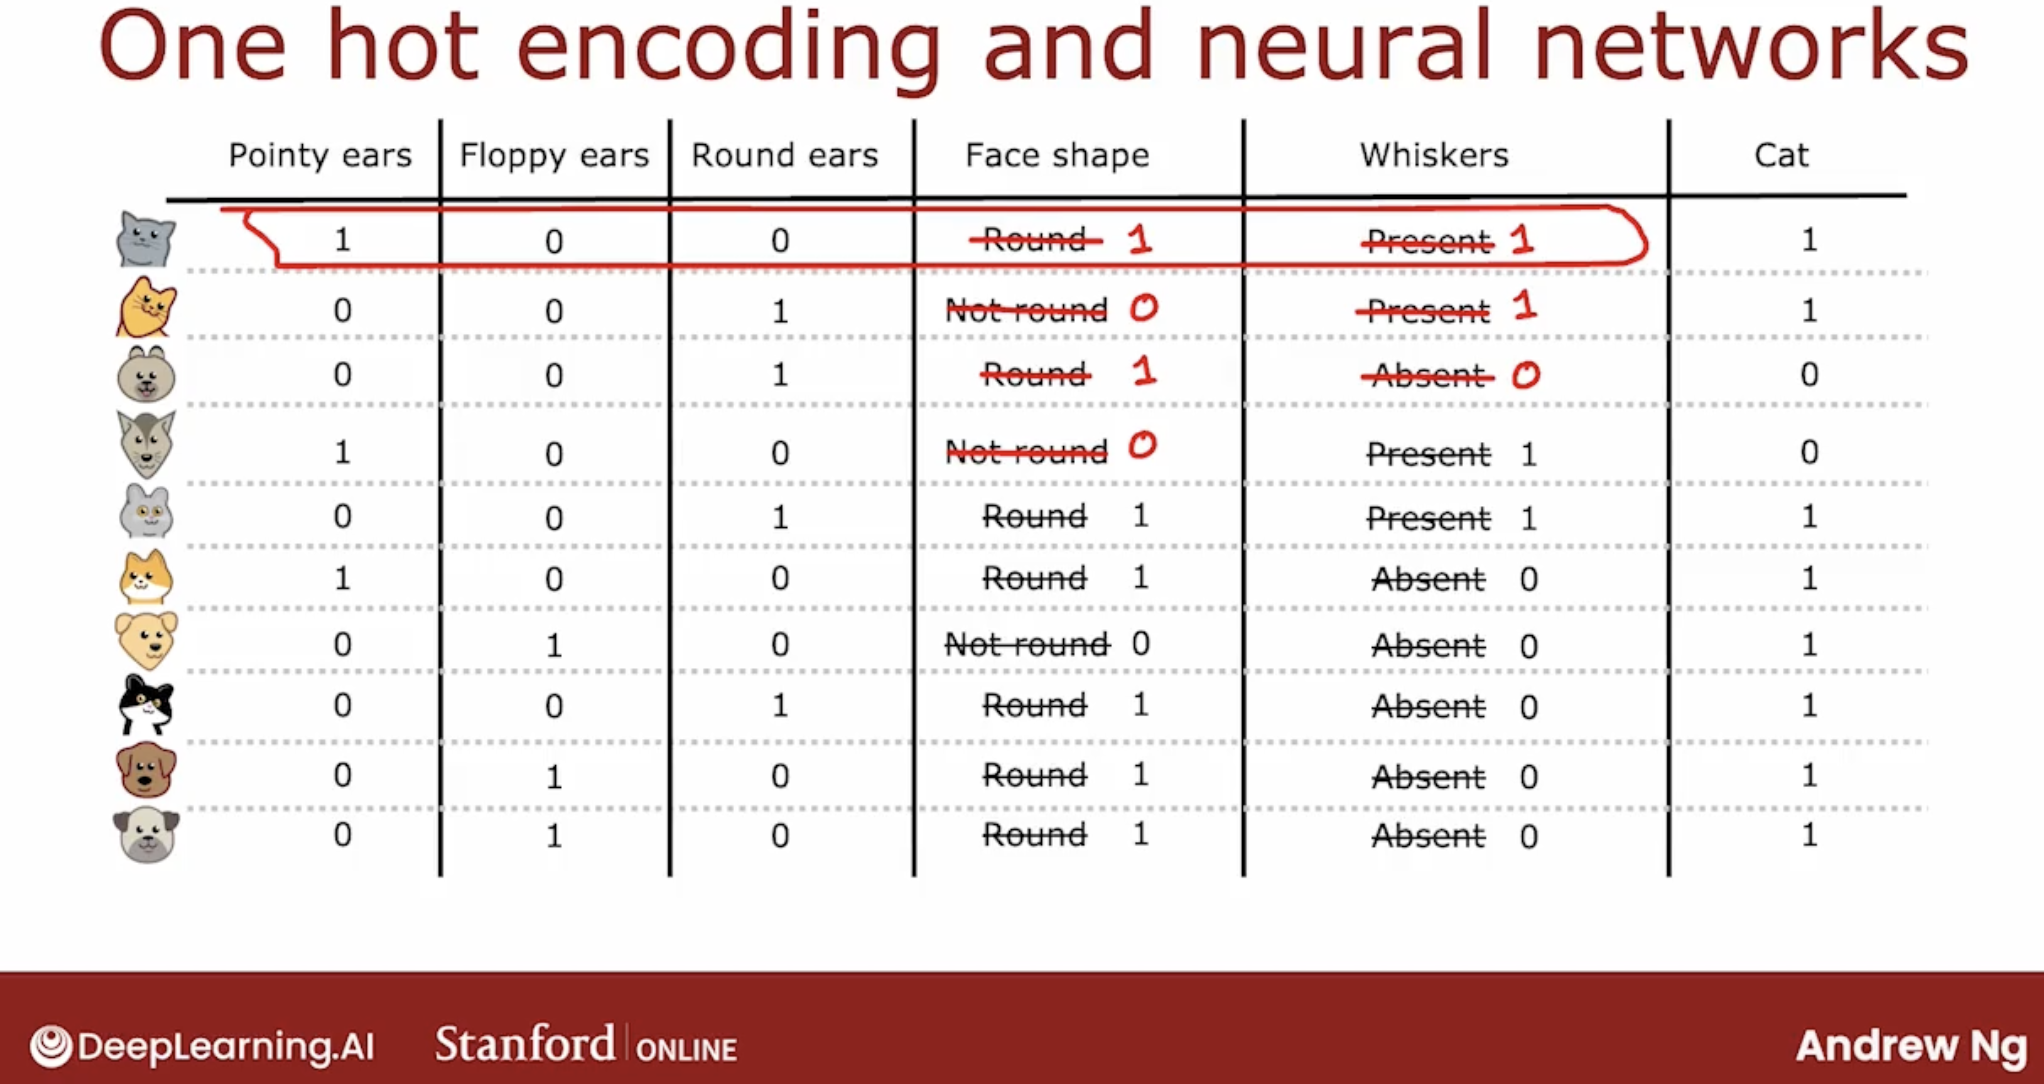 One hot encoding and neural networks
Pointy ears Floppy ears Round ears Face shape Whiskers Cat
1 0 0 Round 1 Present 1 1
0 0 1 Not round 0 Present 1 1
0 0 1 Round 1 Absent 0 0
1 0 0 Not round 0 Present 1 0
0 0 1 Round 1 Present 1 1
1 0 0 Round 1 Absent 0 1
0 1 0 Not round 0 Absent 0 1
0 0 1 Round 1 Absent 0 1
0 1 0 Round 1 Absent 0 1
0 1 0 Round 1 Absent 0 1
DeepLearning.AI Stanford ONLINE Andrew Ng